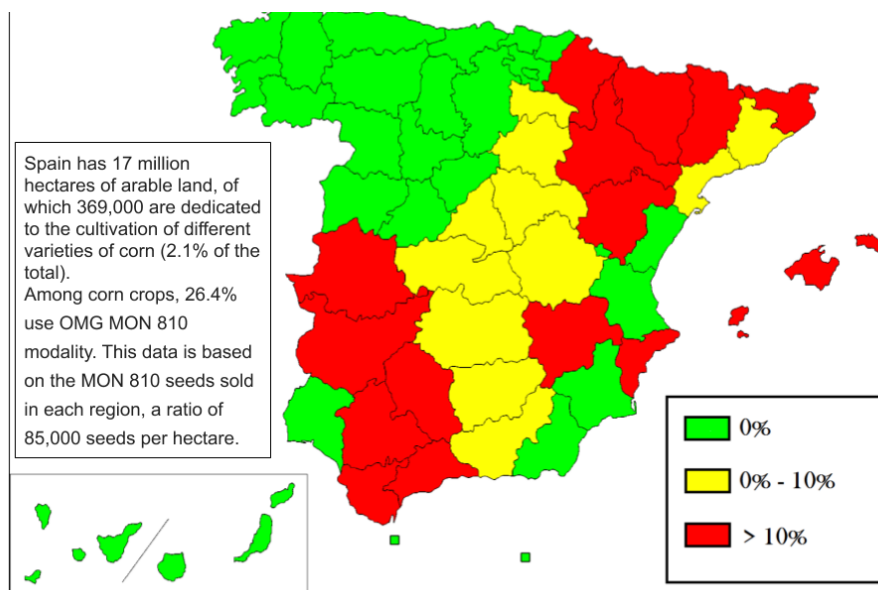 Spain has 17 million
hectares of arable land, of
which 369,000 are dedicated
to the cultivation of different
varieties of corn (2.1% of the
total).
Among corn crops, 26.4%
use OMG MON 810
modality. This data is based
on the MON 810 seeds sold
in each region, a ratio of
85,000 seeds per hectare.
0%
0% - 10%
> 10%